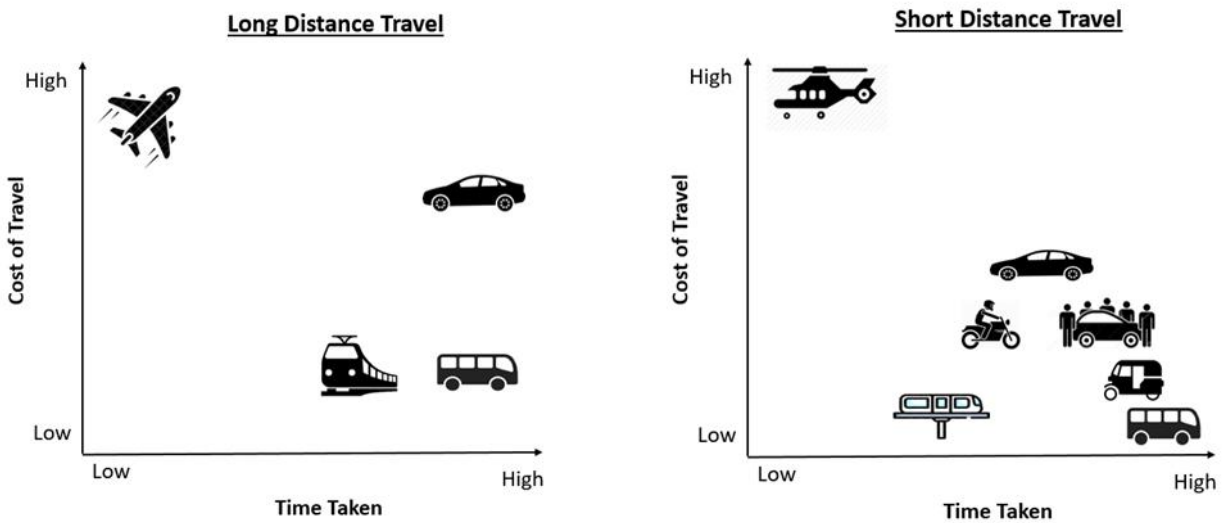 Long Distance Travel
High
Cost of Travel
Low
Low
High
Time Taken
Short Distance Travel
High
Cost of Travel
Low
Low
High
Time Taken